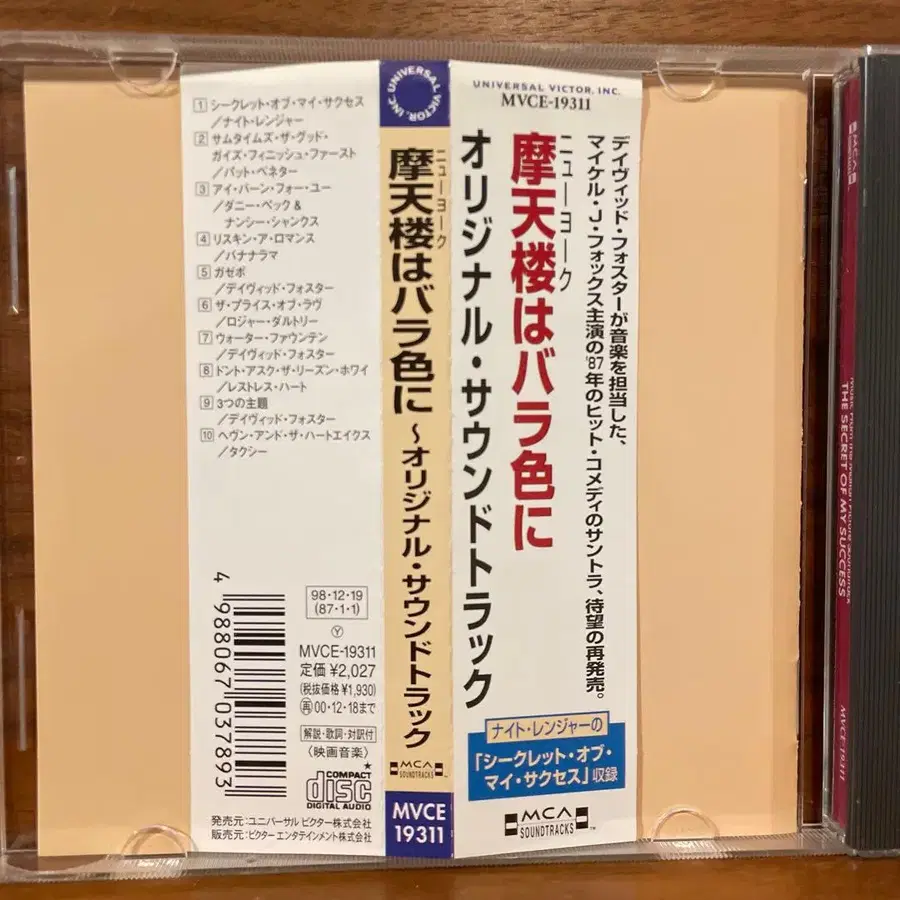 1 シークレット・オブ・マイ・サクセス
/ナイト・レンジャー
2 サムタイムズ・ザ・グッド・
ガイズ・フィニッシュ・ファースト
/パット・ベネター
3 アイ・バーン・フォー・ユー
/ダニー・ペック&
ナンシー・シャンクス
4 リスキン・ア・ロマンス
/バナナラマ
5 ガゼボ
/デイヴィッド・フォスター
6 ザ・プライス・オブ・ラヴ
/ロジャー・ダルトリー
7 ウォーター・ファウンテン
/デイヴィッド・フォスター
8 ドント・アスク・ザ・リーズン・ホワイ
/レストレス・ハート
9 3つの主題
/デイヴィッド・フォスター
10 ヘヴン・アンド・ザ・ハートエイクス
/タクシー
4 988067 037893
98・12・19
(87・1・1)
Y
MVCE-19311
定価¥2,027
(税抜価格¥1,930)
再00・12・18まで
解説・歌詞・対訳付
〈映画音楽〉
★
COMPACT
disc
DIGITAL AUDIO
発売元:ユニバーサル ビクター株式会社
販売元:ビクター エンタテインメント株式会社
UNIVERSAL VICTOR, INC.
摩天楼はバラ色に 〜オリジナル・サウンドトラック
ニューヨーク
MCA
SOUNDTRACKS™
MVCE
19311
UNIVERSAL VICTOR, INC.
MVCE-19311
デイヴィッド・フォスターが音楽を担当した、
マイケル・J・フォックス主演の'87年のヒット・コメディのサントラ、待望の再発売。
ニューヨーク
摩天楼はバラ色に
オリジナル・サウンドトラック
ナイト・レンジャーの
「シークレット・オブ・
マイ・サクセス」収録
MCA
SOUNDTRACKS™
MCA
MUSIC FROM THE MOTION PICTURE SOUNDTRACK
THE SECRET OF MY SUCCESS
MVCE-19311